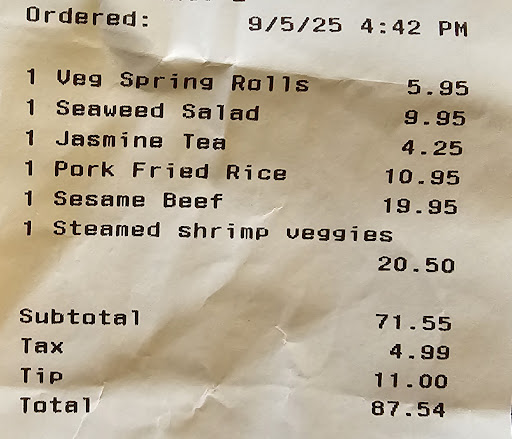 Ordered: 9/5/25 4:42 PM
1 Veg Spring Rolls 5.95
1 Seaweed Salad 9.95
1 Jasmine Tea 4.25
1 Pork Fried Rice 10.95
1 Sesame Beef 19.95
1 Steamed shrimp veggies
20.50
Subtotal 71.55
Tax 4.99
Tip 11.00
Total 87.54